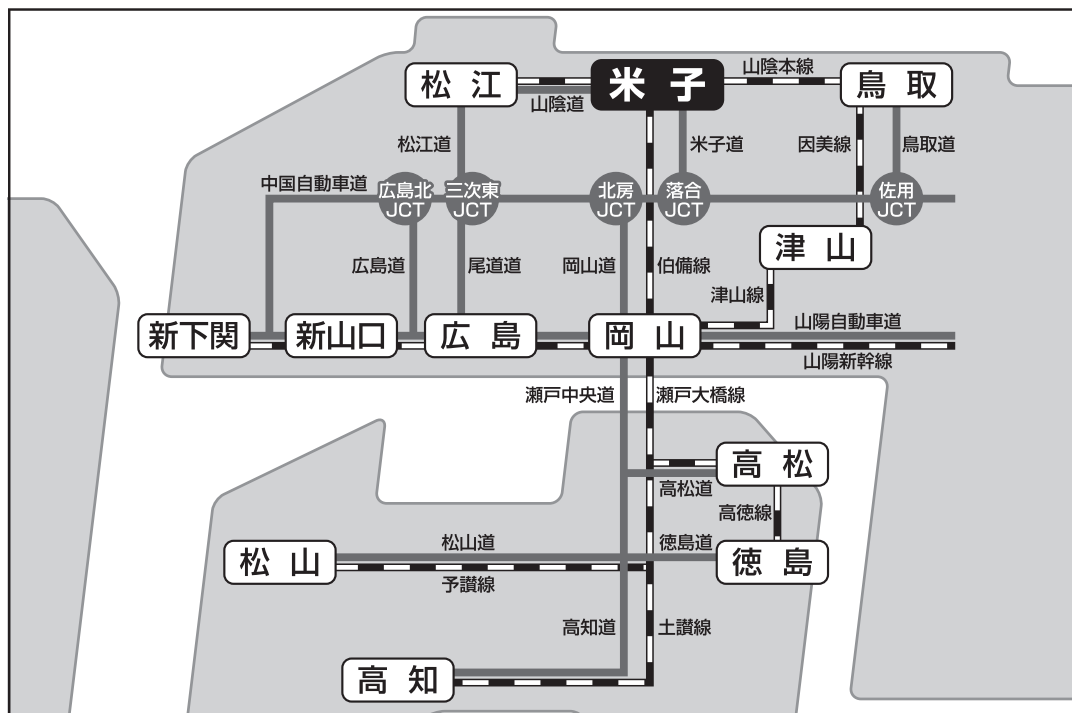 松江
米子
山陰本線
鳥取
山陰道
松江道
米子道
因美線
鳥取道
中国自動車道
広島北
JCT
三次東
JCT
北房
JCT
落合
JCT
佐用
JCT
津山
広島道
尾道道
岡山道
伯備線
津山線
新下関
新山口
広島
岡山
山陽自動車道
山陽新幹線
瀬戸中央道
瀬戸大橋線
高松
高松道
高徳線
松山
松山道
徳島道
徳島
予讃線
高知道
土讃線
高知